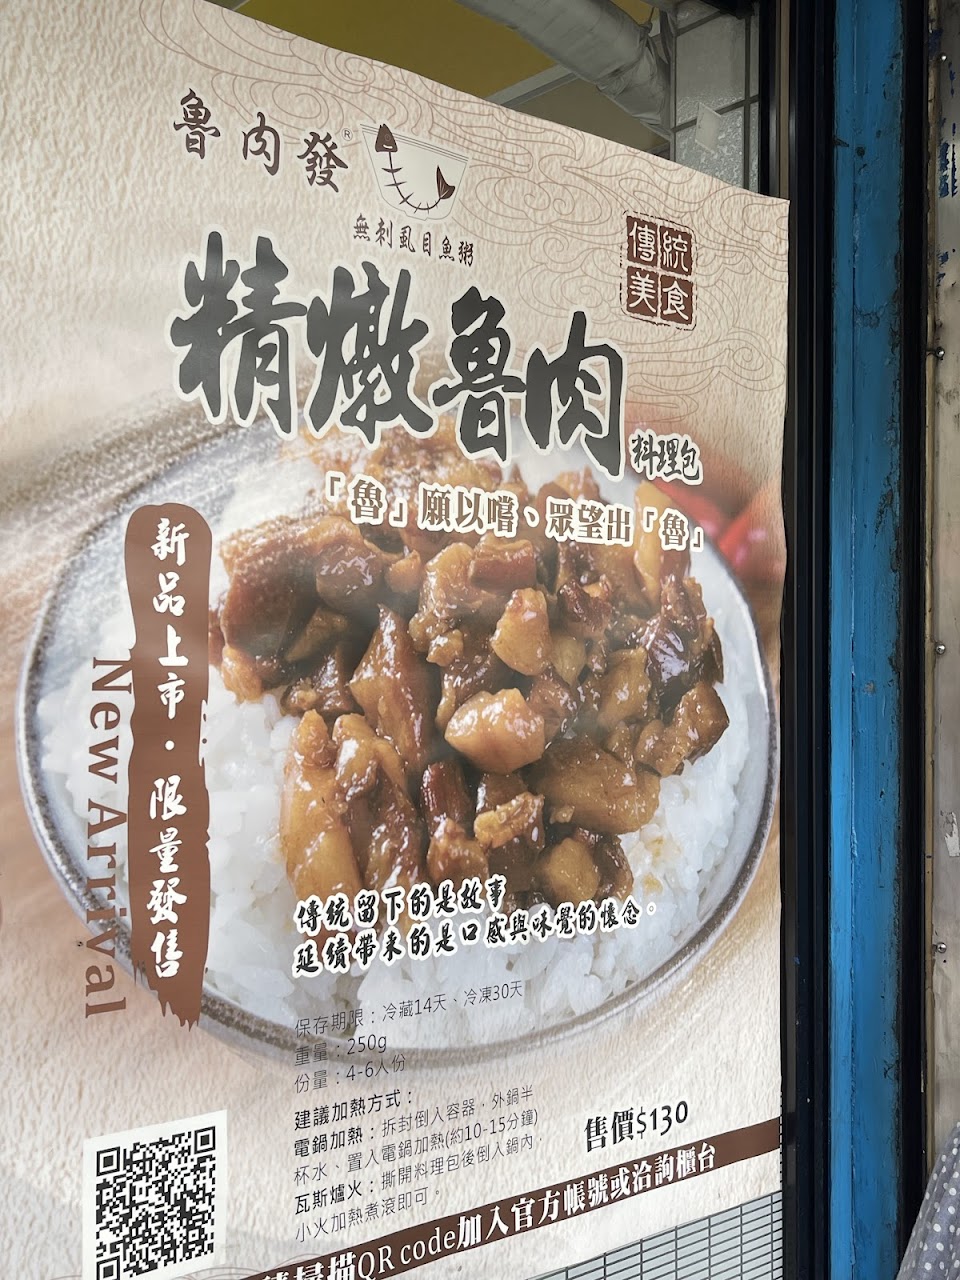 魯肉發®
無刺虱目魚粥
傳統
美食
精燉魯肉
料理包
「魯」願以嚐、眾望出「魯」
新品上市・限量發售
New Arrival
傳統留下的是故事
延續帶來的是口感與味覺的懷念。
保存期限：冷藏14天、冷凍30天
重量：250g
份量：4-6人份
建議加熱方式：
電鍋加熱：拆封倒入容器，外鍋半
杯水、置入電鍋加熱(約10-15分鐘)
瓦斯爐火：撕開料理包後倒入鍋內，
小火加熱煮滾即可。
售價$130
掃描QR code加入官方帳號或洽詢櫃台